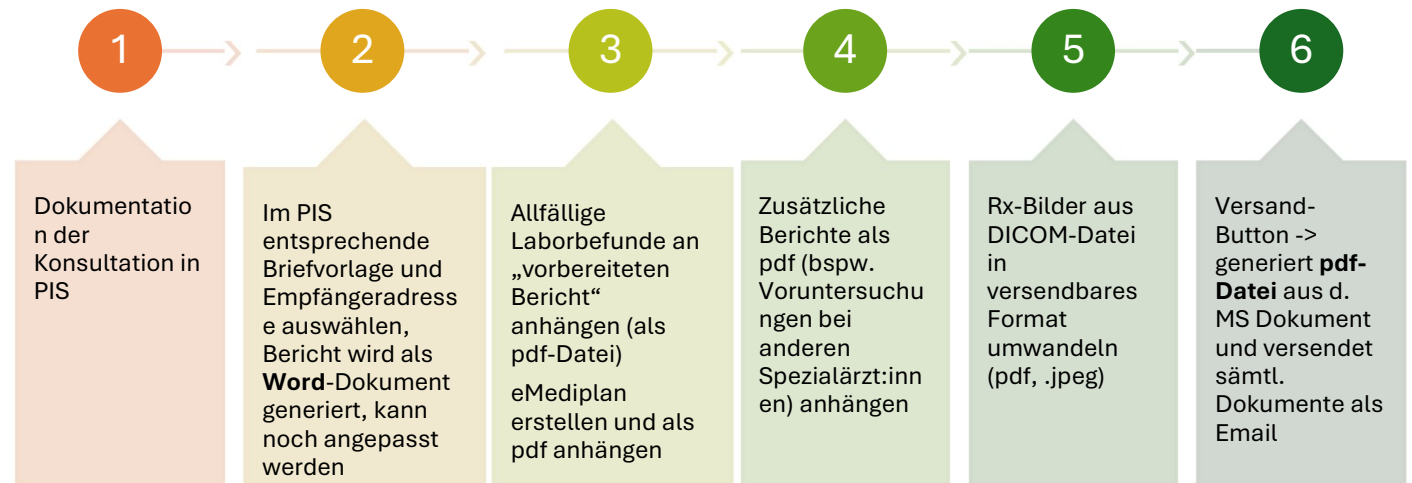 1
2
3
4
5
6
Dokumentatio
n der
Konsultation in
PIS
Im PIS
entsprechende
Briefvorlage und
Empfängeradress
e auswählen,
Bericht wird als
Word-Dokument
generiert, kann
noch angepasst
werden
Allfällige
Laborbefunde an
„vorbereiteten
Bericht“
anhängen (als
pdf-Datei)
eMediplan
erstellen und als
pdf anhängen
Zusätzliche
Berichte als
pdf (bspw.
Voruntersuchu
ngen bei
anderen
Spezialärzt:inn
en) anhängen
Rx-Bilder aus
DICOM-Datei
in
versendbares
Format
umwandeln
(pdf, .jpeg)
Versand-
Button ->
generiert pdf-
Datei aus d.
MS Dokument
und versendet
sämtl.
Dokumente als
Email